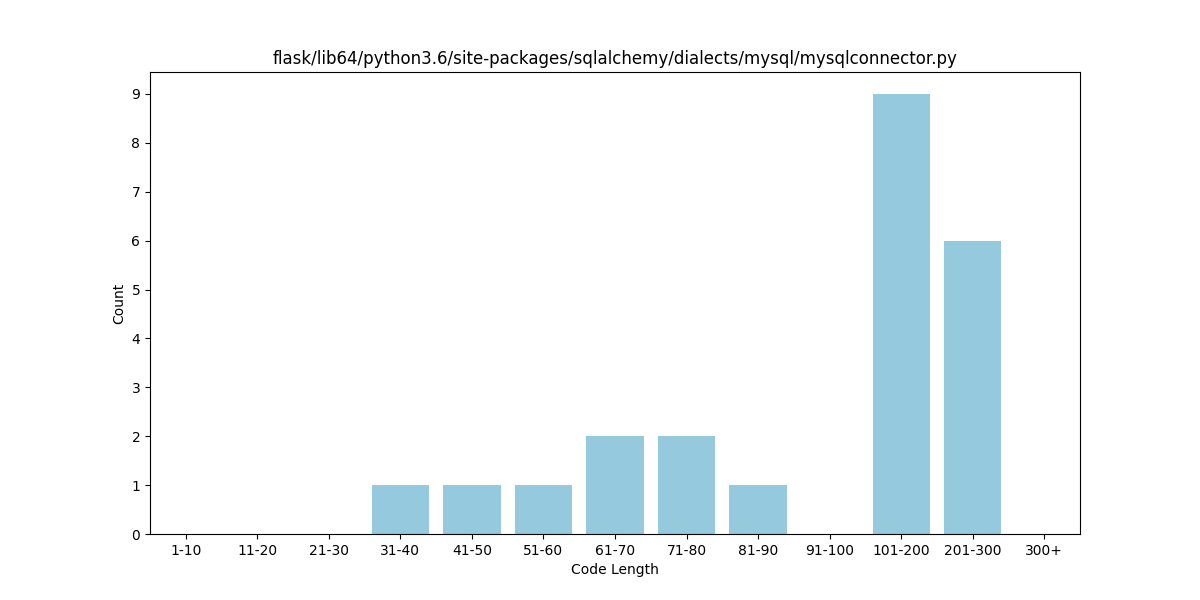 flask/lib64/python3.6/site-packages/sqlalchemy/dialects/mysql/mysqlconnector.py
9
8
7
6
5
4
3
2
1
0
Count
1-10 11-20 21-30 31-40 41-50 51-60 61-70 71-80 81-90 91-100 101-200 201-300 300+
Code Length